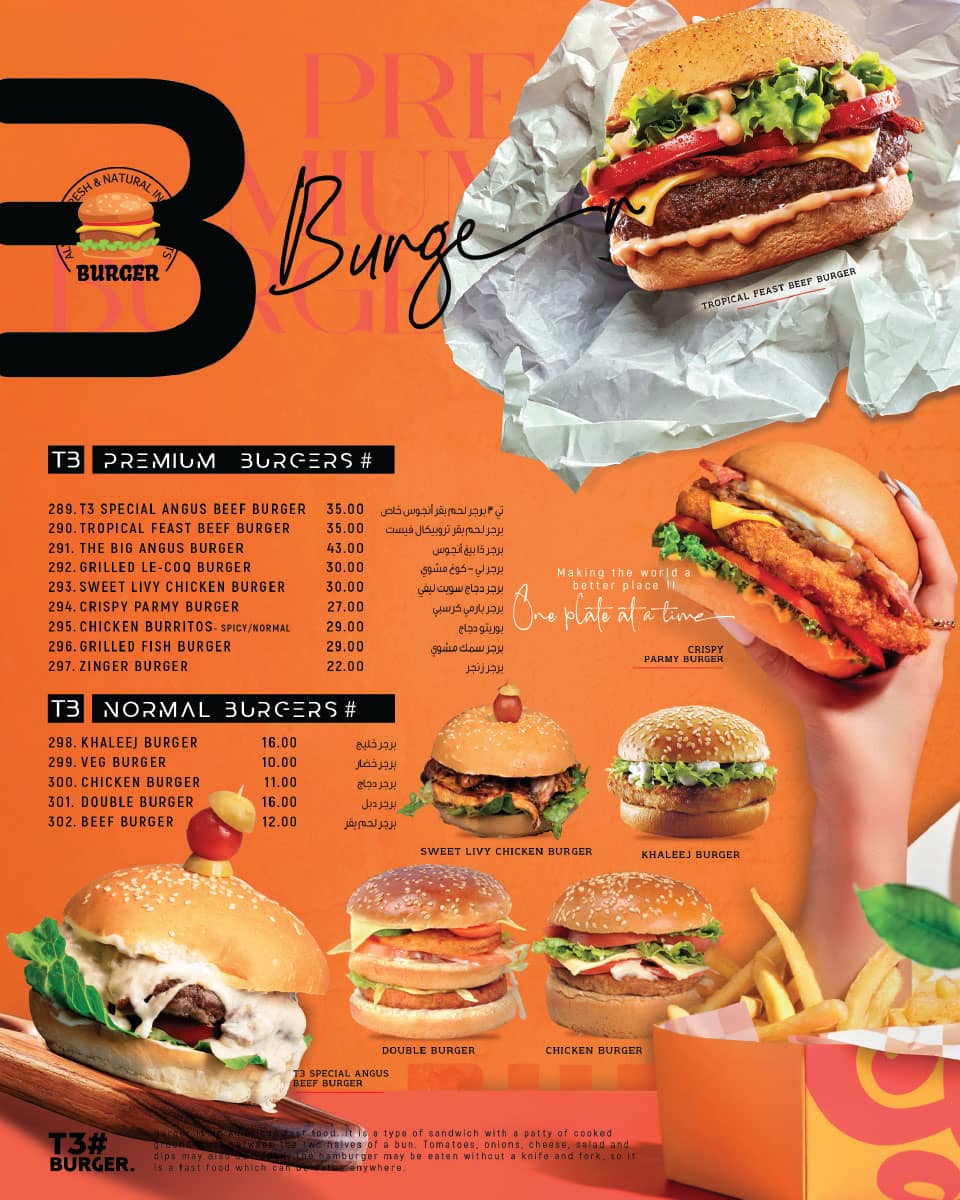 PREMIUM BURGER
Burger
ALL FRESH & NATURAL IN
BURGER
TROPICAL FEAST BEEF BURGER
T3 PREMIUM BURGERS #
289. T3 SPECIAL ANGUS BEEF BURGER 35.00 تي ٣ برجر لحم بقر أنجوس خاص
290. TROPICAL FEAST BEEF BURGER 35.00 برجر لحم بقر تروبيكال فيست
291. THE BIG ANGUS BURGER 43.00 برجر ذا بيغ أنجوس
292. GRILLED LE-COQ BURGER 30.00 برجر لي - كوغ مشوي
293. SWEET LIVY CHICKEN BURGER 30.00 برجر دجاج سويت ليفي
294. CRISPY PARMY BURGER 27.00 برجر بارمي كرسبي
295. CHICKEN BURRITOS- SPICY/NORMAL 29.00 بوريتو دجاج
296. GRILLED FISH BURGER 29.00 برجر سمك مشوي
297. ZINGER BURGER 22.00 برجر زنجر
Making the world a
better place !!
One plate at a time
CRISPY
PARMY BURGER
T3 NORMAL BURGERS #
298. KHALEEJ BURGER 16.00 برجر خليج
299. VEG BURGER 10.00 برجر خضار
300. CHICKEN BURGER 11.00 برجر دجاج
301. DOUBLE BURGER 16.00 برجر دبل
302. BEEF BURGER 12.00 برجر لحم بقر
SWEET LIVY CHICKEN BURGER
KHALEEJ BURGER
DOUBLE BURGER
CHICKEN BURGER
T3 SPECIAL ANGUS
BEEF BURGER
T3#
BURGER.
food. It is a type of sandwich with a patty of cooked
between the two halves of a bun. Tomatoes, onions, cheese, salad and
dips may also hamburger may be eaten without a knife and fork, so it
is a fast food which can be anywhere.